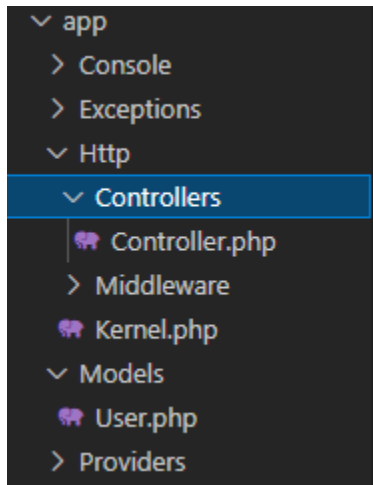 app
Console
Exceptions
Http
Controllers
Controller.php
Middleware
Kernel.php
Models
User.php
Providers